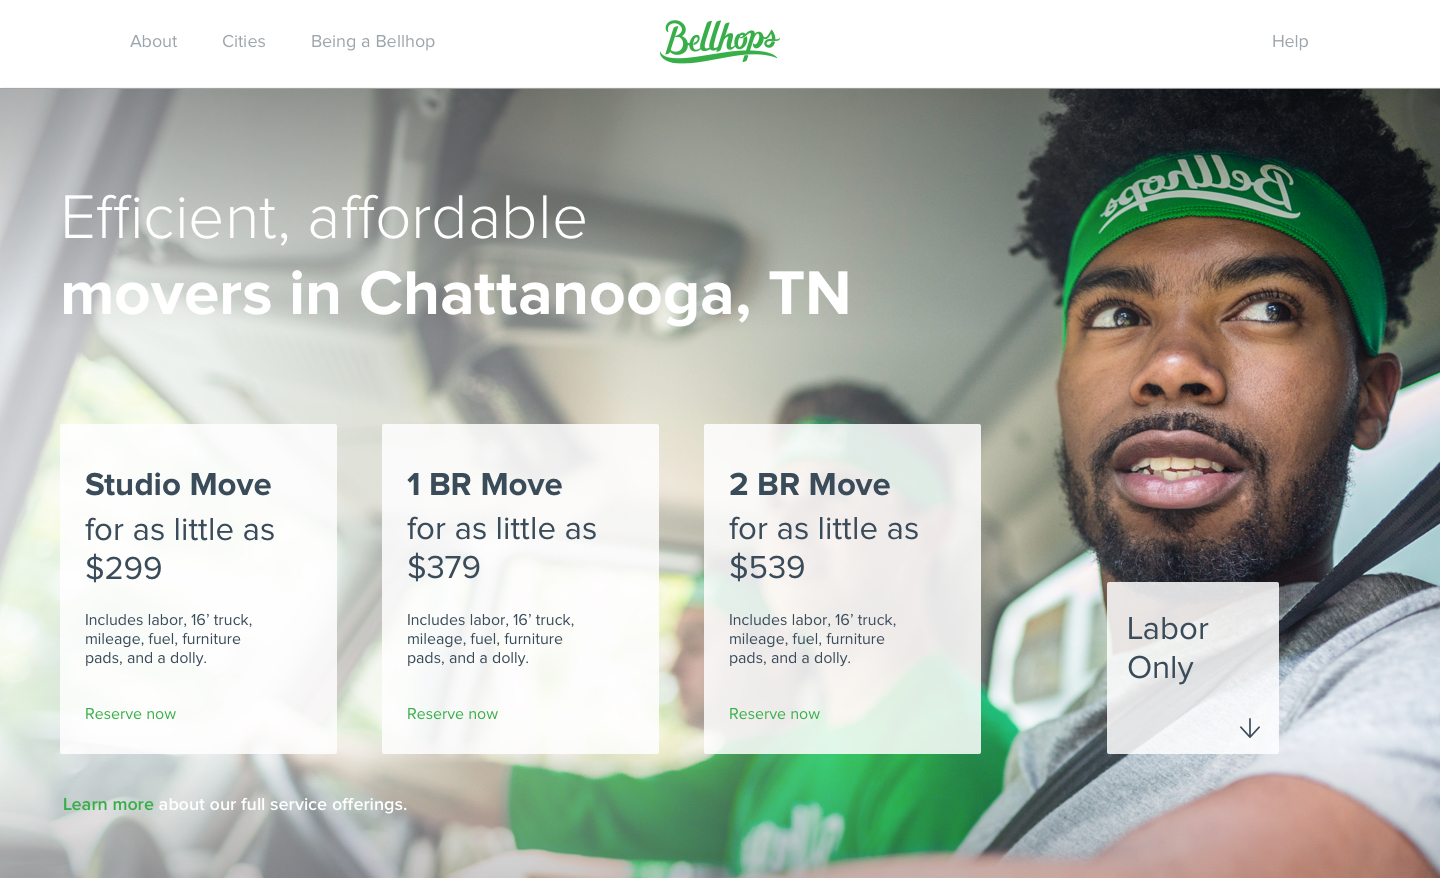 About
Cities
Being a Bellhop
Bellhops
Help
Bellhops
Efficient, affordable
movers in Chattanooga, TN
Studio Move
for as little as
$299
Includes labor, 16’ truck,
mileage, fuel, furniture
pads, and a dolly.
Reserve now
1 BR Move
for as little as
$379
Includes labor, 16’ truck,
mileage, fuel, furniture
pads, and a dolly.
Reserve now
2 BR Move
for as little as
$539
Includes labor, 16’ truck,
mileage, fuel, furniture
pads, and a dolly.
Reserve now
Labor
Only
Learn more about our full service offerings.